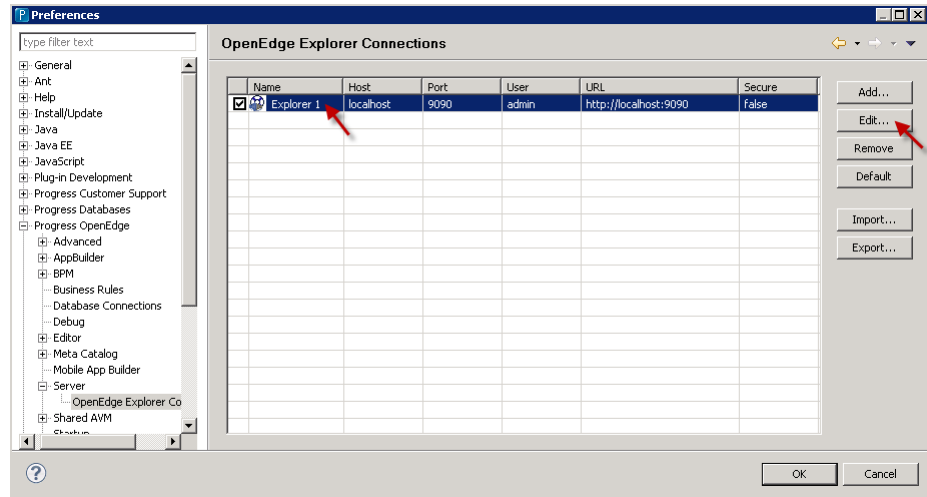 Preferences
type filter text
OpenEdge Explorer Connections
General
Ant
Help
Install/Update
Java
Java EE
JavaScript
Plug-in Development
Progress Customer Support
Progress Databases
Progress OpenEdge
Advanced
AppBuilder
BPM
Business Rules
Database Connections
Debug
Editor
Meta Catalog
Mobile App Builder
Server
OpenEdge Explorer Co
Shared AVM
Startup
Name Host Port User URL Secure
Explorer 1 localhost 9090 admin http://localhost:9090 false
Add...
Edit...
Remove
Default
Import...
Export...
?
OK Cancel